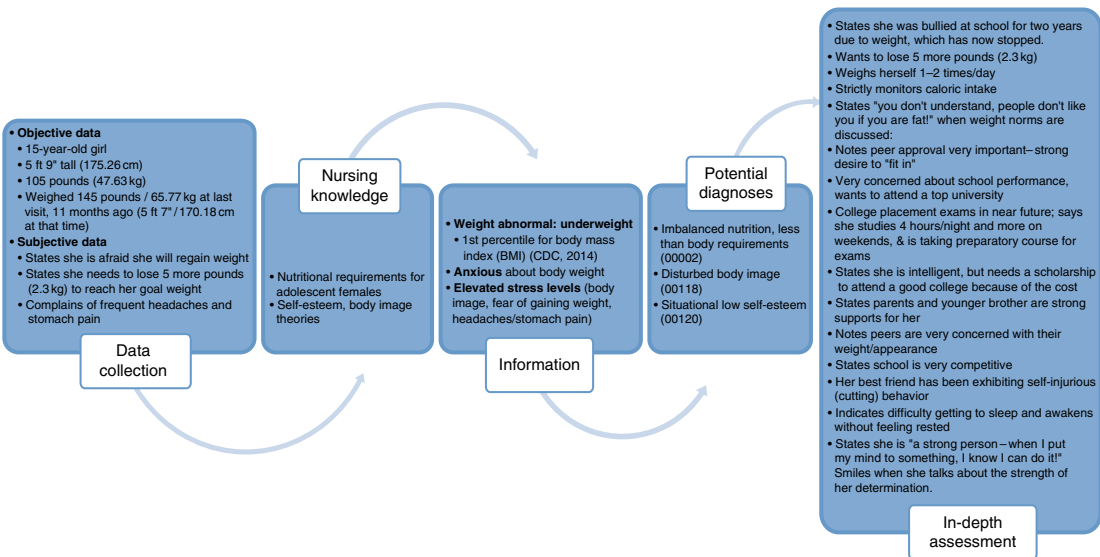 • Objective data
• 15-year-old girl
• 5 ft 9" tall (175.26 cm)
• 105 pounds (47.63 kg)
• Weighed 145 pounds / 65.77 kg at last
visit, 11 months ago (5 ft 7" / 170.18 cm
at that time)
• Subjective data
• States she is afraid she will regain weight
• States she needs to lose 5 more pounds
(2.3 kg) to reach her goal weight
• Complains of frequent headaches and
stomach pain
Data
collection
Nursing
knowledge
• Nutritional requirements for
adolescent females
• Self-esteem, body image
theories
• Weight abnormal: underweight
• 1st percentile for body mass
index (BMI) (CDC, 2014)
• Anxious about body weight
• Elevated stress levels (body
image, fear of gaining weight,
headaches/stomach pain)
Information
Potential
diagnoses
• Imbalanced nutrition, less
than body requirements
(00002)
• Disturbed body image
(00118)
• Situational low self-esteem
(00120)
• States she was bullied at school for two years
due to weight, which has now stopped.
• Wants to lose 5 more pounds (2.3 kg)
• Weighs herself 1–2 times/day
• Strictly monitors caloric intake
• States "you don't understand, people don't like
you if you are fat!" when weight norms are
discussed:
• Notes peer approval very important–strong
desire to "fit in"
• Very concerned about school performance,
wants to attend a top university
• College placement exams in near future; says
she studies 4 hours/night and more on
weekends, & is taking preparatory course for
exams
• States she is intelligent, but needs a scholarship
to attend a good college because of the cost
• States parents and younger brother are strong
supports for her
• Notes peers are very concerned with their
weight/appearance
• States school is very competitive
• Her best friend has been exhibiting self-injurious
(cutting) behavior
• Indicates difficulty getting to sleep and awakens
without feeling rested
• States she is "a strong person – when I put
my mind to something, I know I can do it!"
Smiles when she talks about the strength of
her determination.
In-depth
assessment